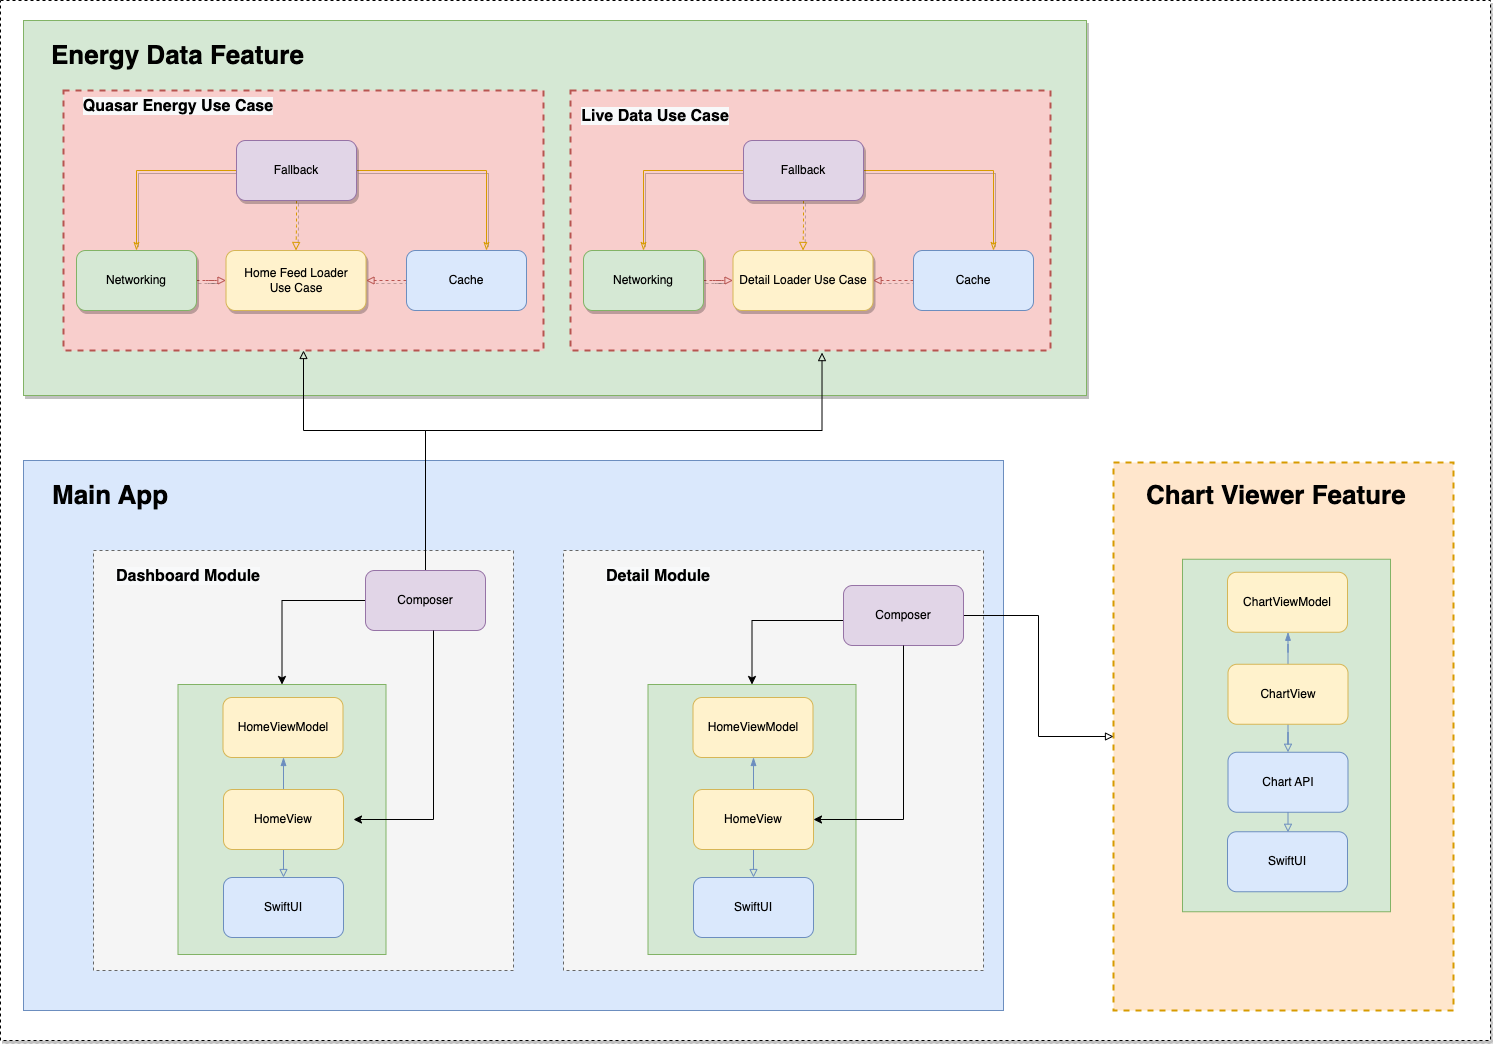 Energy Data Feature
Quasar Energy Use Case
Fallback
Networking
Home Feed Loader
Use Case
Cache
Live Data Use Case
Fallback
Networking
Detail Loader Use Case
Cache
Main App
Dashboard Module
Composer
HomeViewModel
HomeView
SwiftUI
Detail Module
Composer
HomeViewModel
HomeView
SwiftUI
Chart Viewer Feature
ChartViewModel
ChartView
Chart API
SwiftUI